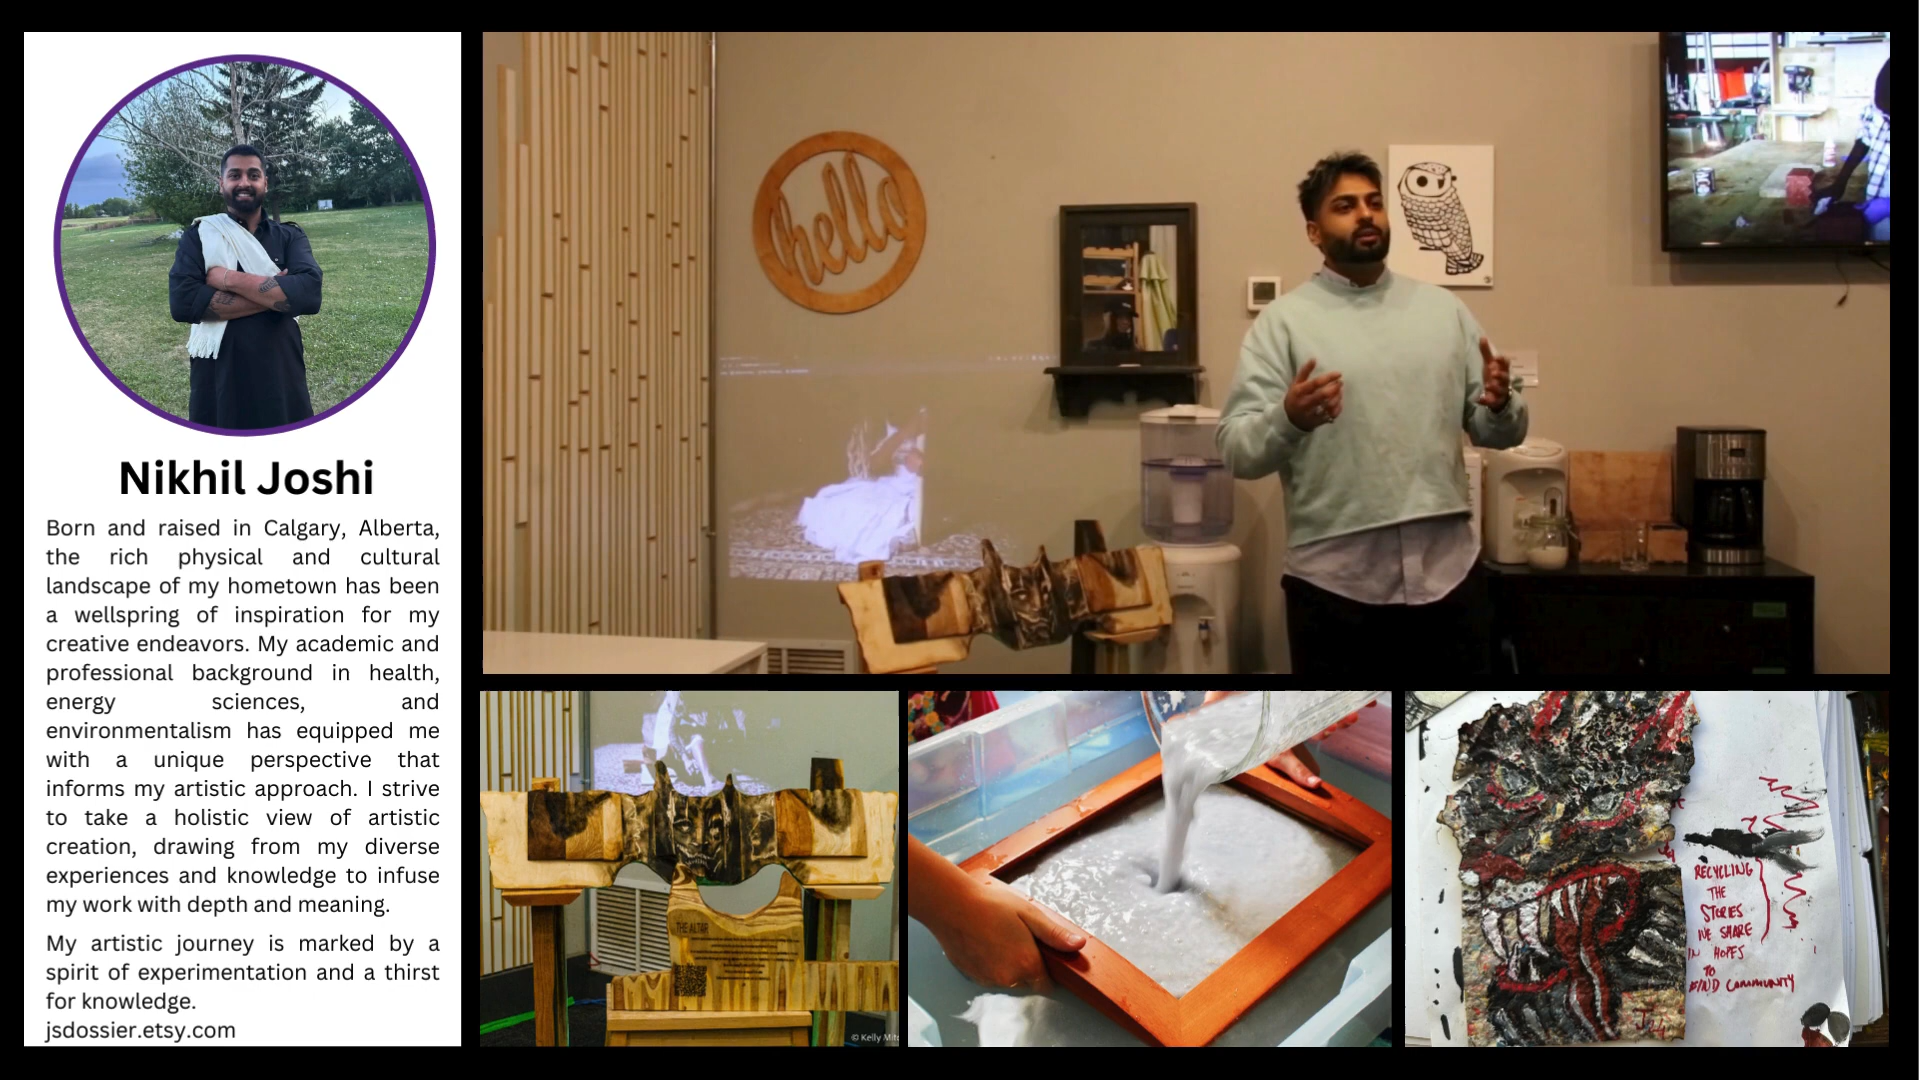 Nikhil Joshi
Born and raised in Calgary, Alberta,
the rich physical and cultural
landscape of my hometown has been
a wellspring of inspiration for my
creative endeavors. My academic and
professional background in health,
energy sciences, and
environmentalism has equipped me
with a unique perspective that
informs my artistic approach. I strive
to take a holistic view of artistic
creation, drawing from my diverse
experiences and knowledge to infuse
my work with depth and meaning.
My artistic journey is marked by a
spirit of experimentation and a thirst
for knowledge.
jsdossier.etsy.com
hello
THE ALTAR
© Kelly
RECYCLING
THE
STORIES
WE SHARE
IN HOPES
TO
FIND COMMUNITY